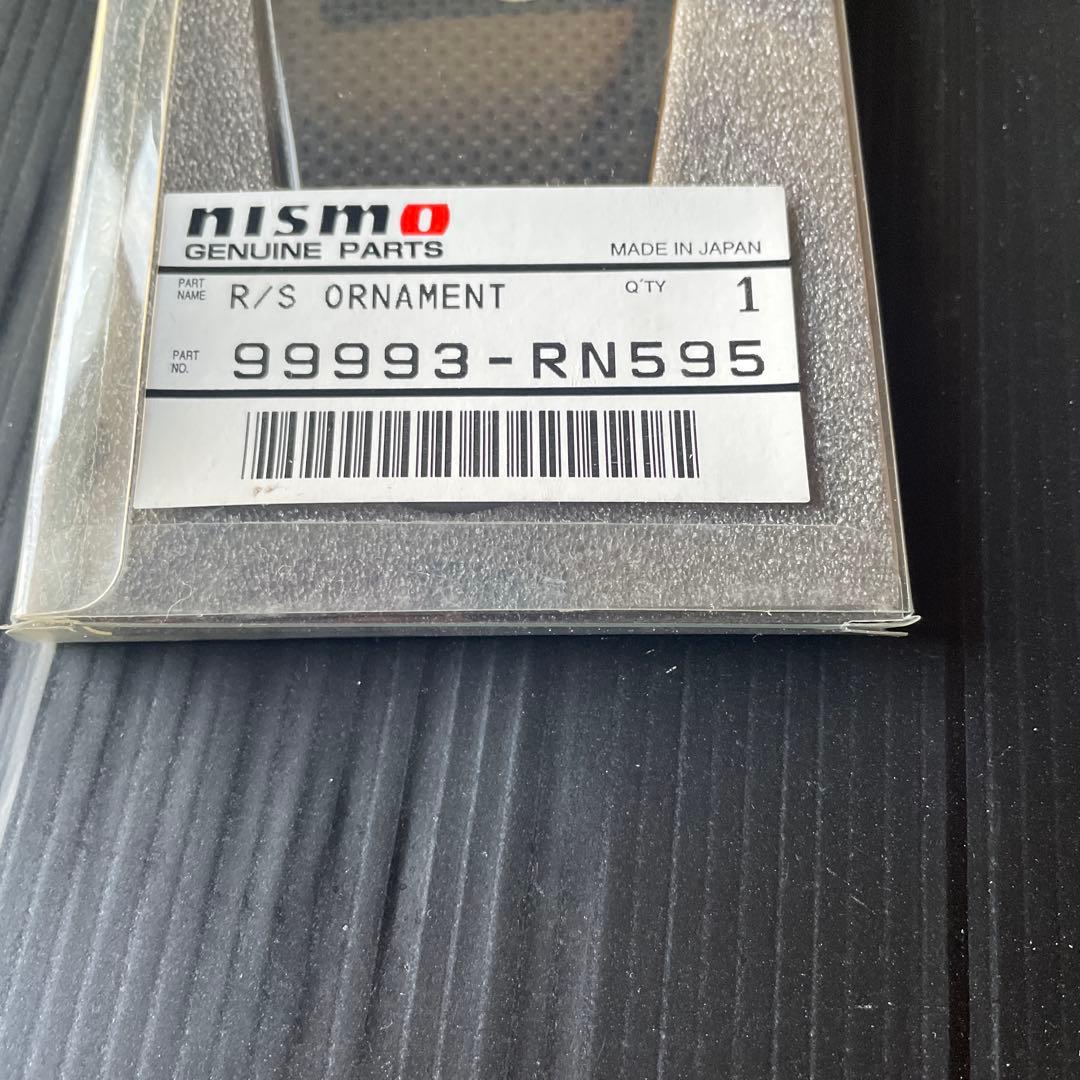 nismo
GENUINE PARTS
MADE IN JAPAN
PART NAME R/S ORNAMENT Q'TY 1
PART NO. 99993-RN595